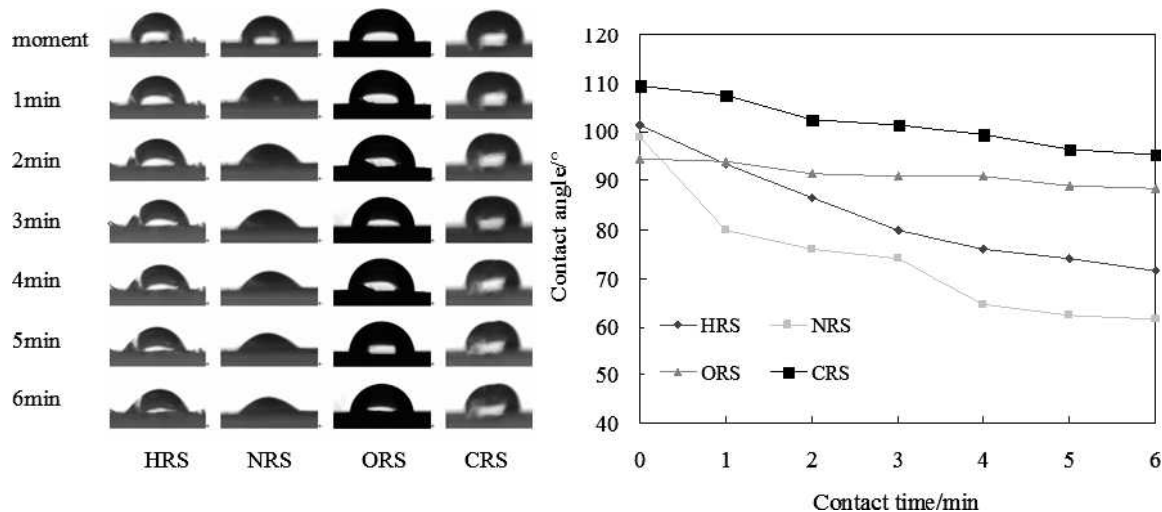 moment
1min
2min
3min
4min
5min
6min
HRS NRS ORS CRS
120
110
100
90
80
70
60
50
40
Contact angle/°
HRS NRS
ORS CRS
0 1 2 3 4 5 6
Contact time/min